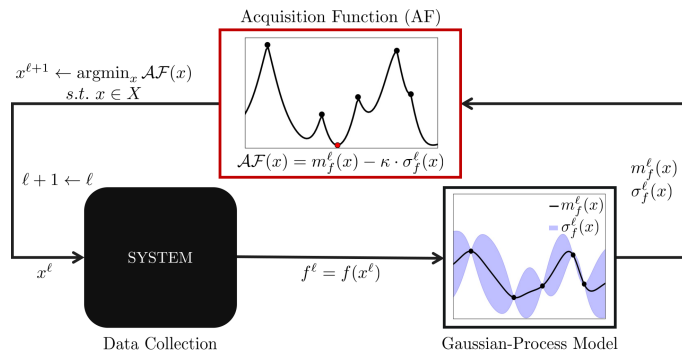 Acquisition Function (AF)
x^{ℓ+1} ← argmin_x 𝒜ℱ(x)
s.t. x ∈ X
𝒜ℱ(x) = m_f^ℓ(x) − κ · σ_f^ℓ(x)
ℓ + 1 ← ℓ
m_f^ℓ(x)
σ_f^ℓ(x)
m_f^ℓ(x)
σ_f^ℓ(x)
SYSTEM
x^ℓ
f^ℓ = f(x^ℓ)
Data Collection
Gaussian-Process Model